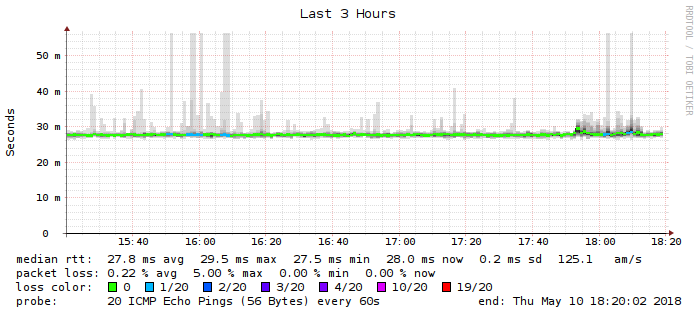 Last 3 Hours
RRDTOOL / TOBI OETIKER
Seconds
50 m
40 m
30 m
20 m
10 m
0
15:40 16:00 16:20 16:40 17:00 17:20 17:40 18:00 18:20
median rtt: 27.8 ms avg 29.5 ms max 27.5 ms min 28.0 ms now 0.2 ms sd 125.1 am/s
packet loss: 0.22 % avg 5.00 % max 0.00 % min 0.00 % now
loss color: 0 1/20 2/20 3/20 4/20 10/20 19/20
probe: 20 ICMP Echo Pings (56 Bytes) every 60s end: Thu May 10 18:20:02 2018